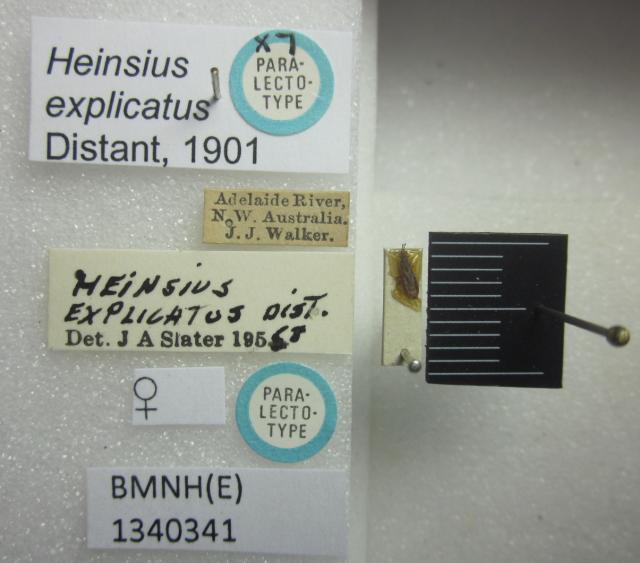 Heinsius
explicatus
Distant, 1901
x7
PARA-
LECTO-
TYPE
Adelaide River,
N.W. Australia.
J. J. Walker.
HEINSIUS
EXPLICATUS DIST.
Det. J A Slater 195
♀
PARA-
LECTO-
TYPE
BMNH(E)
1340341